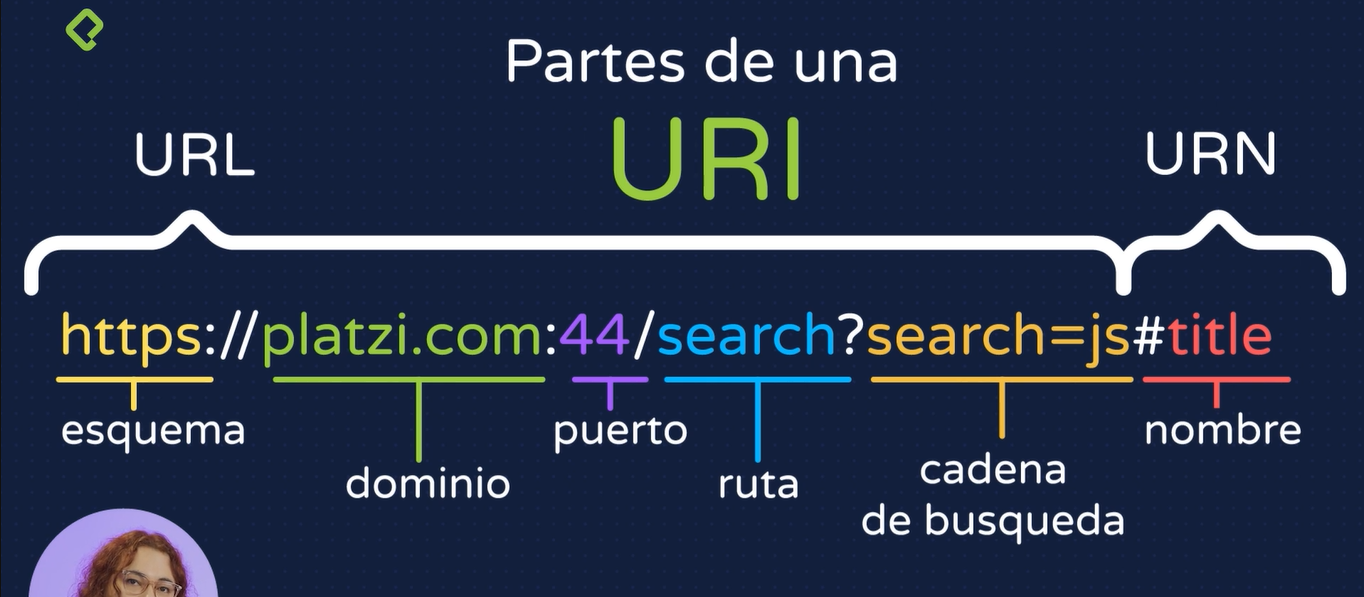 Partes de una
URI
URL
URN
https://platzi.com:44/search?search=js#title
esquema
dominio
puerto
ruta
cadena
de busqueda
nombre